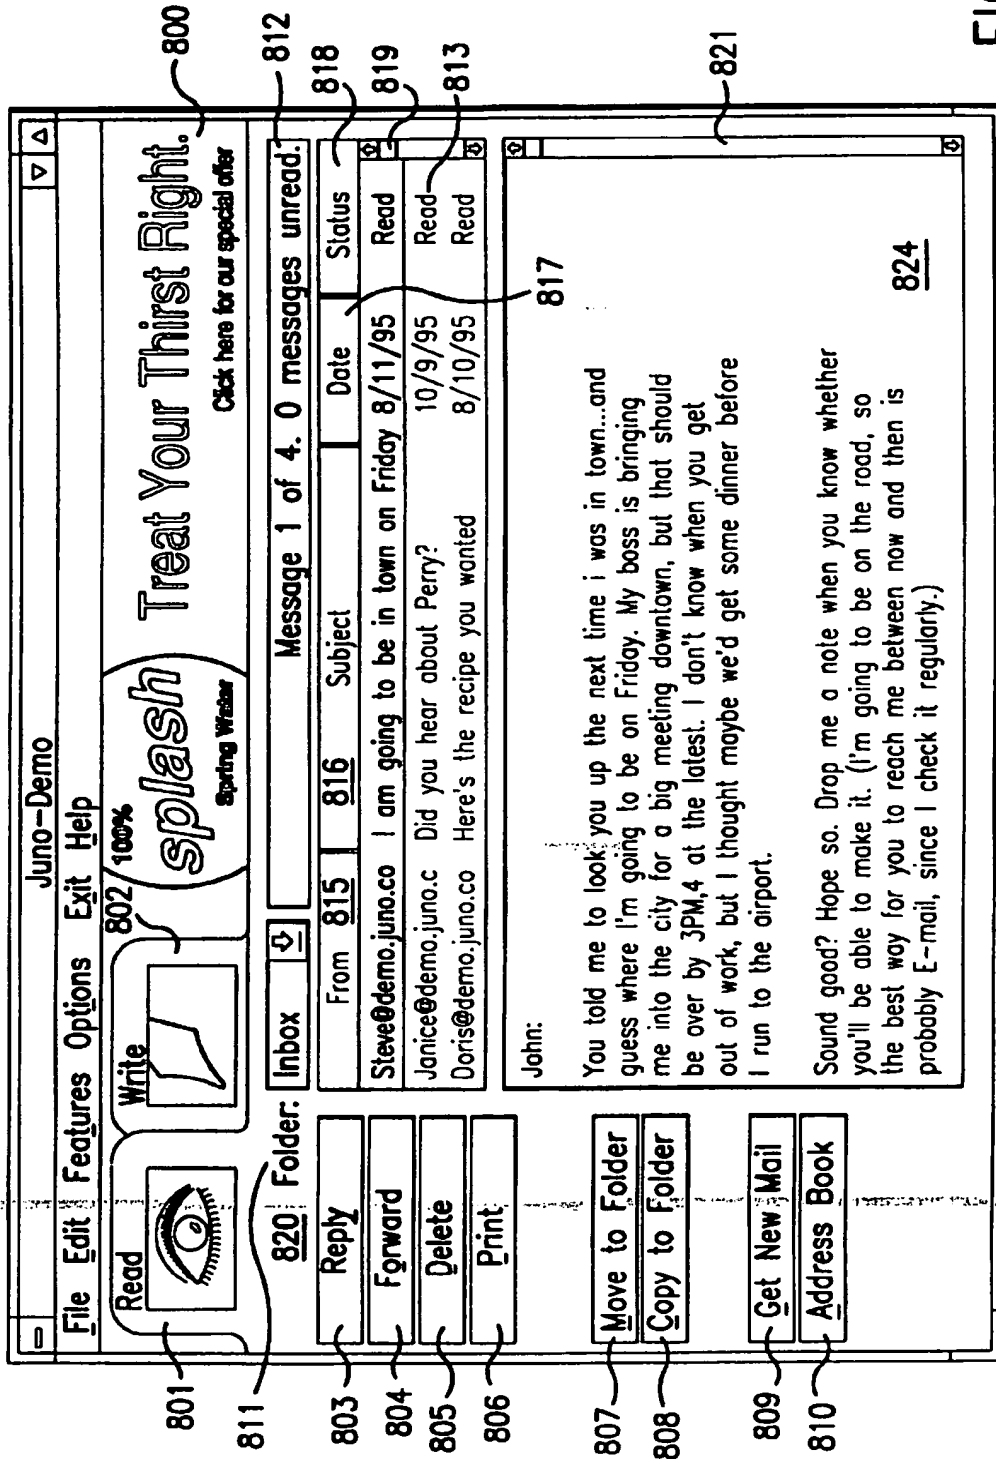 Juno-Demo
File Edit Features Options Exit Help
Read
Write
802
100%
splash
Spring Water
Treat Your Thirst Right.
Click here for our special offer
800
801
811
820 Folder: Inbox
Message 1 of 4. 0 messages unread.
812
From 815 816 Subject Date Status
818
Steve@demo.juno.co I am going to be in town on Friday 8/11/95 Read
819
Janice@demo.juno.c Did you hear about Perry? 10/9/95 Read
813
Doris@demo.juno.co Here's the recipe you wanted 8/10/95 Read
817
803 Reply
804 Forward
805 Delete
806 Print
807 Move to Folder
808 Copy to Folder
809 Get New Mail
810 Address Book
John:
821
You told me to look you up the next time i was in town...and
guess where I'm going to be on Friday. My boss is bringing
me into the city for a big meeting downtown, but that should
be over by 3PM,4 at the latest. I don't know when you get
out of work, but I thought maybe we'd get some dinner before
I run to the airport.
Sound good? Hope so. Drop me a note when you know whether
you'll be able to make it. (I'm going to be on the road, so
the best way for you to reach me between now and then is
probably E-mail, since I check it regularly.)
824